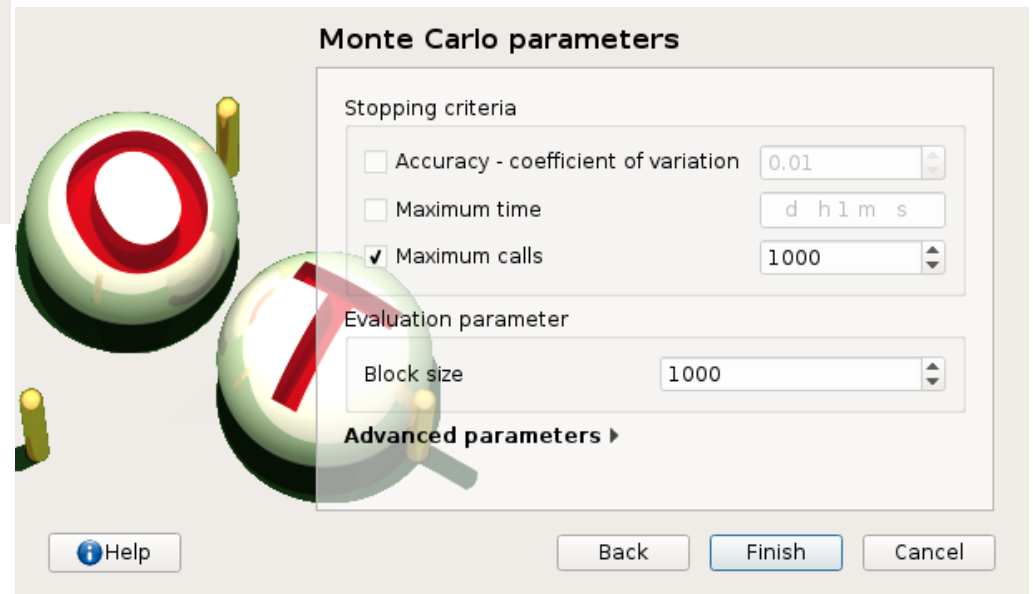 Monte Carlo parameters
Stopping criteria
Accuracy - coefficient of variation 0.01
Maximum time d h 1 m s
Maximum calls 1000
Evaluation parameter
Block size 1000
Advanced parameters
Help Back Finish Cancel
O
T